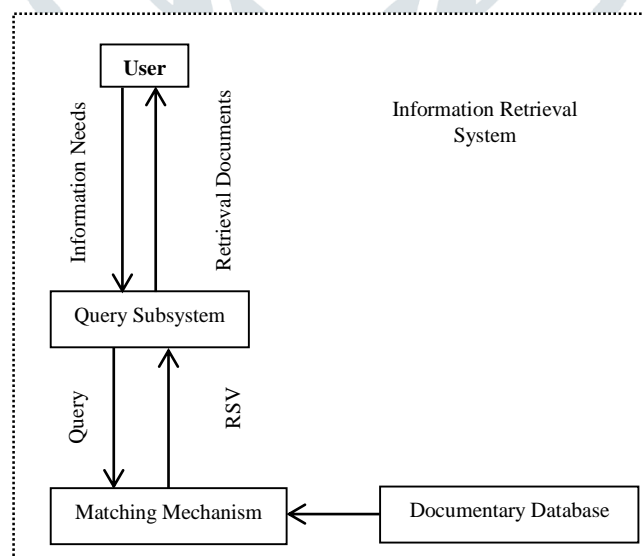 User
Information Retrieval
System
Information Needs
Retrieval Documents
Query Subsystem
Query
RSV
Matching Mechanism
Documentary Database